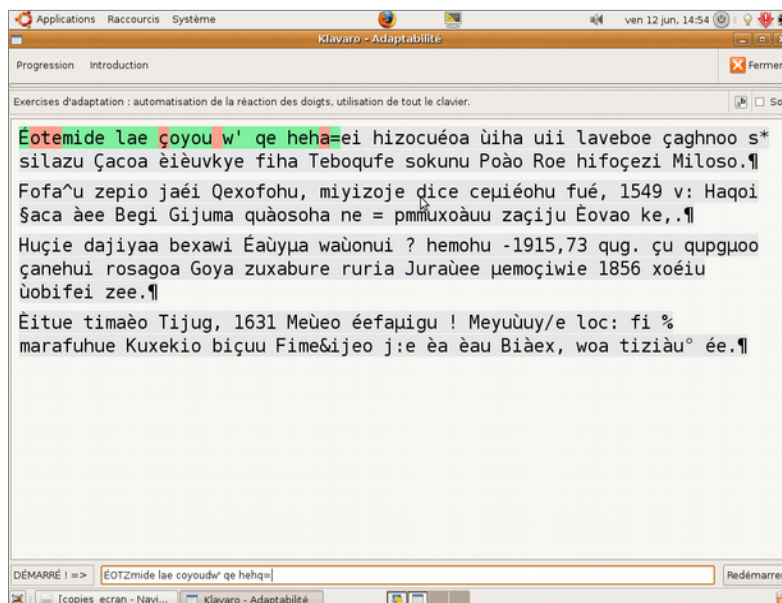 Applications Raccourcis Système ven 12 jun, 14:54
Klavaro - Adaptabilité
Progression Introduction Fermer
Exercises d'adaptation : automatisation de la réaction des doigts, utilisation de tout le clavier. So
Éotemide lae çoyou w' qe heha=ei hizocuéoa ùiha uii laveboe çaghnoo s*
silazu Çacoa èièuvkye fiha Teboqufe sokunu Poào Roe hifoçezi Miloso.¶
Fofa^u zepio jaéi Qexofohu, miyizoje dice ceµiéohu fué, 1549 v: Haqoi
§aca àee Begi Gijuma quàosoha ne = pmmuxoàuu zaçiju Èovao ke,.¶
Huçie dajiyaa bexawi Éaùyµa waùonui ? hemohu -1915,73 qug. çu qupgµoo
çanehui rosagoa Goya zuxabure ruria Juraùee µemoçiwie 1856 xoéiu
ùobifei zee.¶
Èitue timaèo Tijug, 1631 Meùeo éefaµigu ! Meyuùuy/e loc: fi %
marafuhue Kuxekio biçuu Fime&ijeo j:e èa èau Biàex, woa tiziàu° ée.¶
DÉMARRÉ ! => ÉOTZmide lae coyoudw' qe hehq= Redémarrer
[copies_ecran - Navi... Klavaro - Adaptabilité